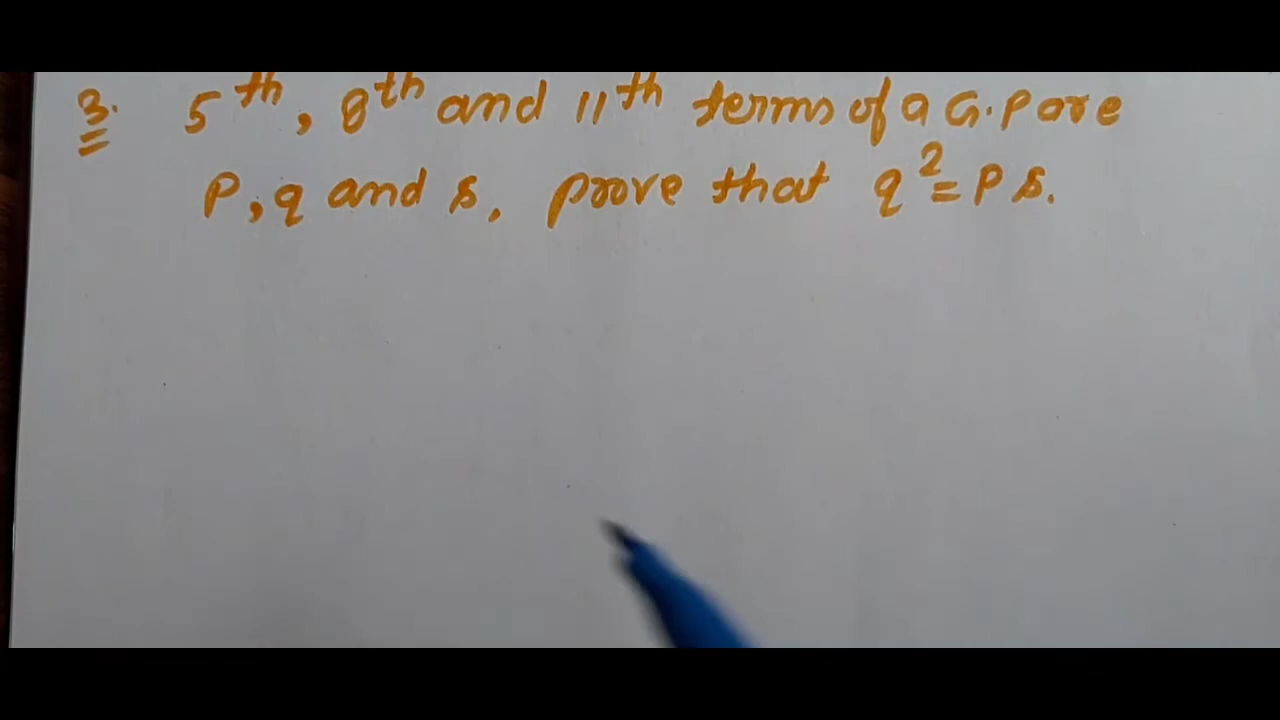 3. 5th, 8th and 11th terms of a G.P are
P, q and s, prove that q²=Ps.